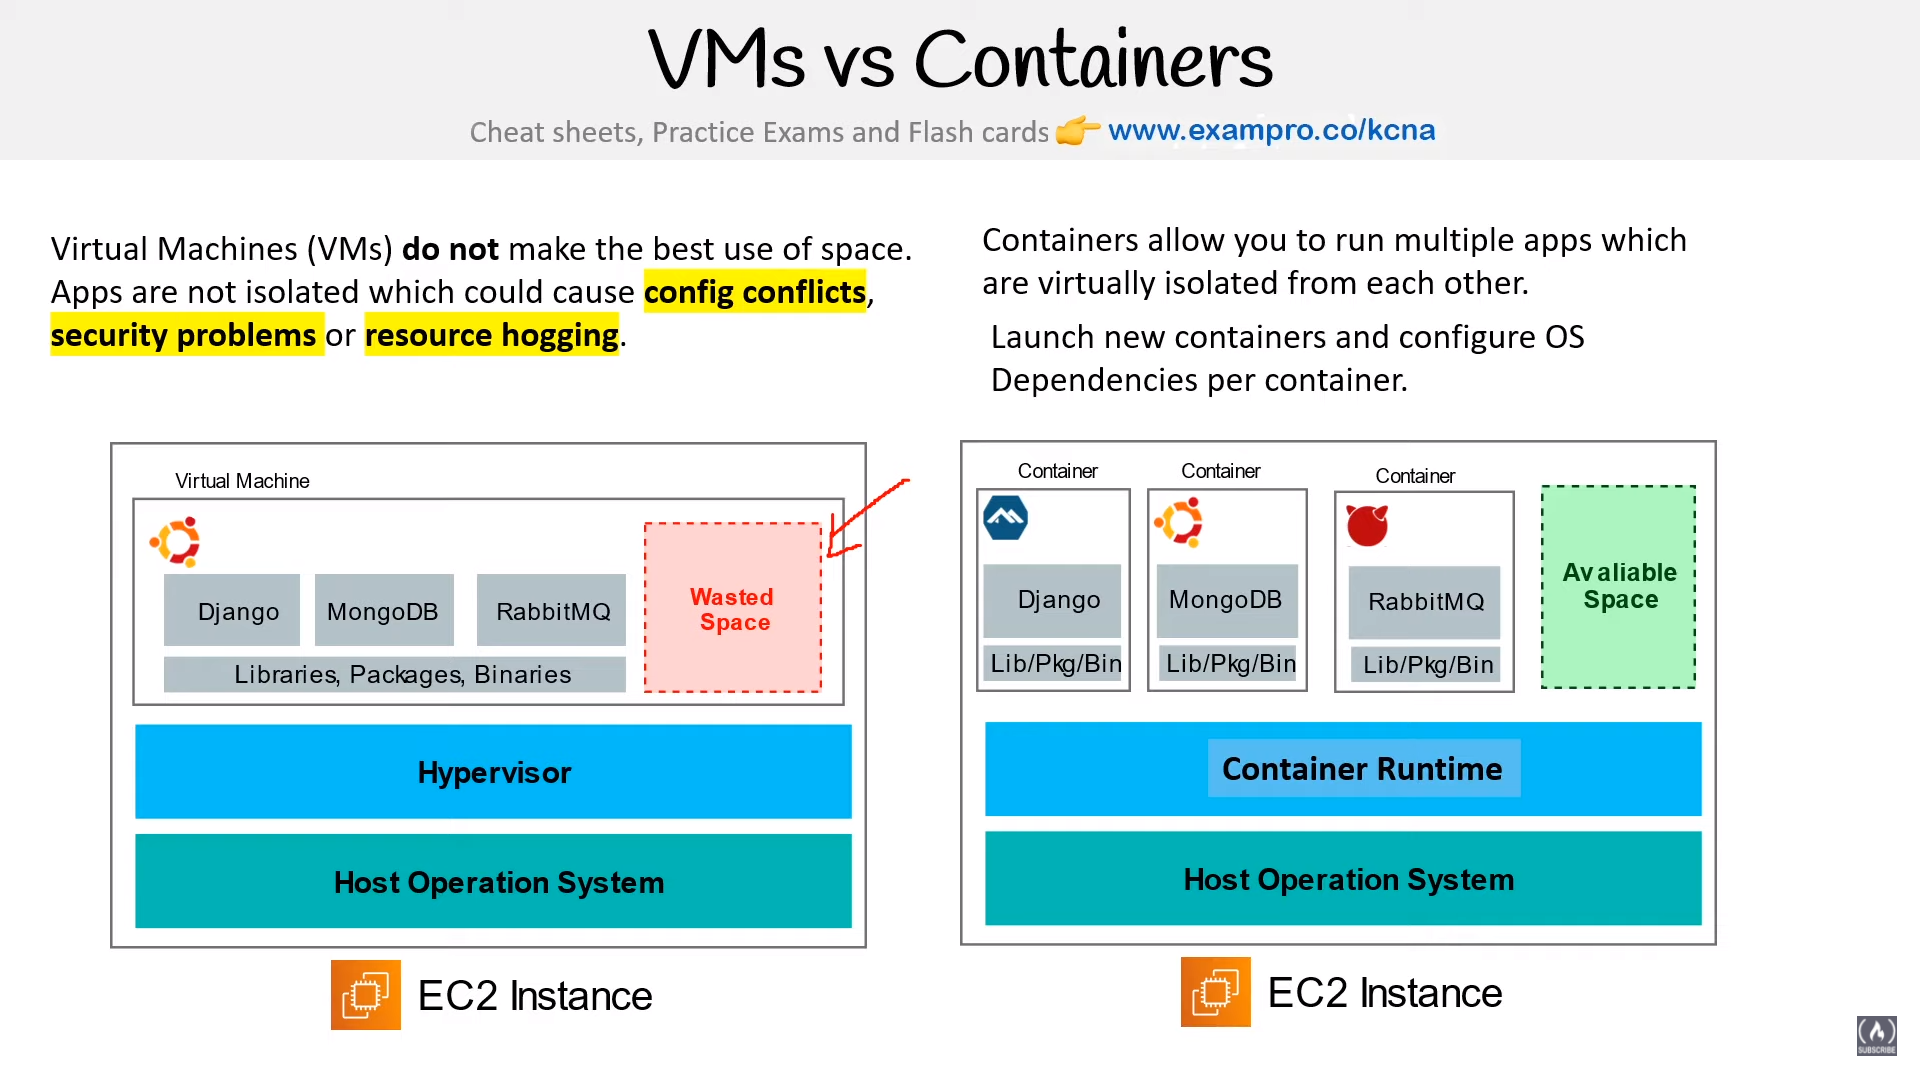 VMs vs Containers
Cheat sheets, Practice Exams and Flash cards 👉 www.exampro.co/kcna
Virtual Machines (VMs) do not make the best use of space.
Apps are not isolated which could cause config conflicts,
security problems or resource hogging.
Containers allow you to run multiple apps which
are virtually isolated from each other.
Launch new containers and configure OS
Dependencies per container.
Virtual Machine
Django
MongoDB
RabbitMQ
Wasted
Space
Libraries, Packages, Binaries
Hypervisor
Host Operation System
EC2 Instance
Container
Container
Container
Django
MongoDB
RabbitMQ
Avaliable
Space
Lib/Pkg/Bin
Lib/Pkg/Bin
Lib/Pkg/Bin
Container Runtime
Host Operation System
EC2 Instance
SUBSCRIBE